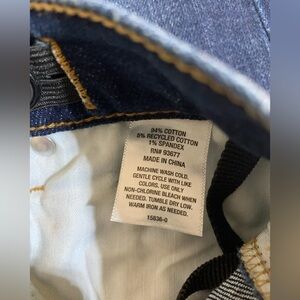 94% COTTON
5% RECYCLED COTTON
1% SPANDEX
RN# 93677
MADE IN CHINA
MACHINE WASH COLD.
GENTLE CYCLE WITH LIKE
COLORS. USE ONLY
NON-CHLORINE BLEACH WHEN
NEEDED. TUMBLE DRY LOW.
WARM IRON AS NEEDED.
15836-0